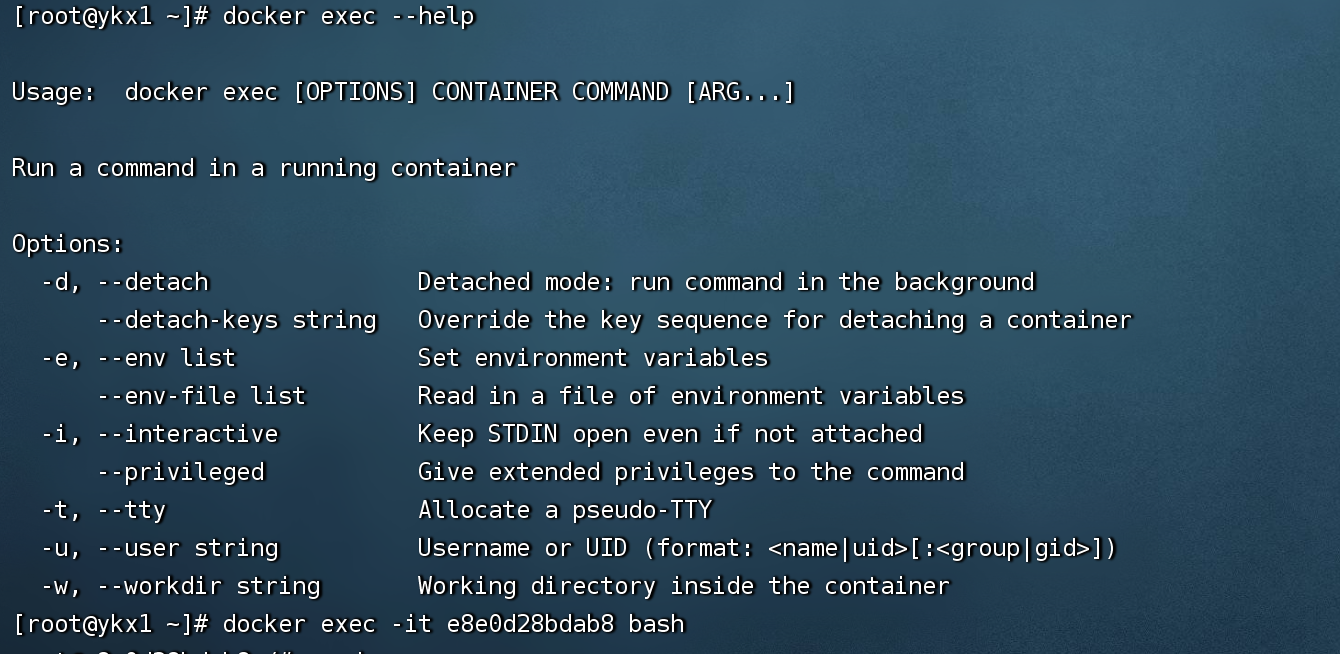 [root@ykx1 ~]# docker exec --help
Usage:  docker exec [OPTIONS] CONTAINER COMMAND [ARG...]
Run a command in a running container
Options:
  -d, --detach               Detached mode: run command in the background
      --detach-keys string   Override the key sequence for detaching a container
  -e, --env list             Set environment variables
      --env-file list        Read in a file of environment variables
  -i, --interactive          Keep STDIN open even if not attached
      --privileged           Give extended privileges to the command
  -t, --tty                  Allocate a pseudo-TTY
  -u, --user string          Username or UID (format: <name|uid>[:<group|gid>])
  -w, --workdir string       Working directory inside the container
[root@ykx1 ~]# docker exec -it e8e0d28bdab8 bash